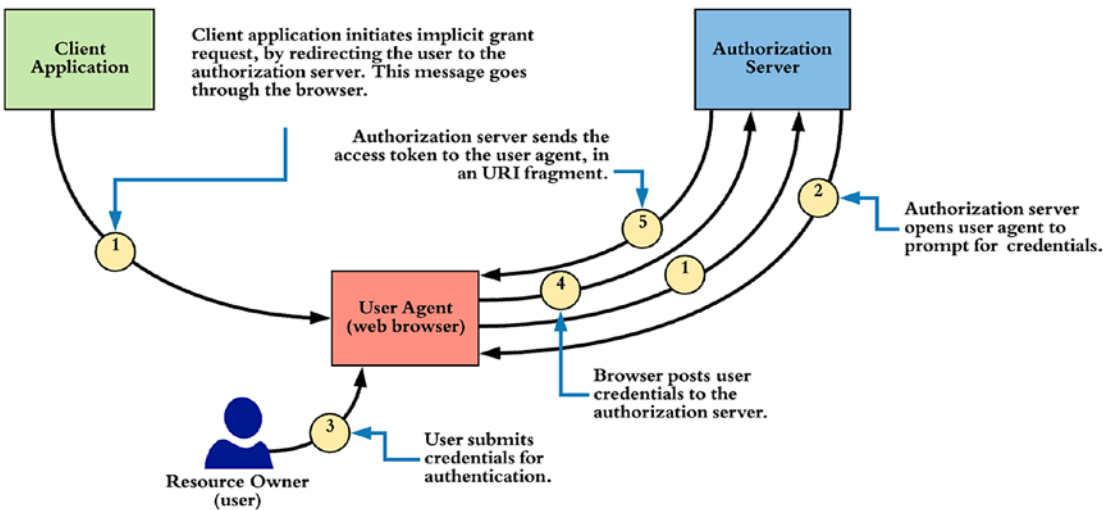 Client
Application
Client application initiates implicit grant
request, by redirecting the user to the
authorization server. This message goes
through the browser.
Authorization
Server
Authorization server sends the
access token to the user agent, in
an URI fragment.
2
5
Authorization server
opens user agent to
prompt for credentials.
1
1
4
User Agent
(web browser)
Browser posts user
credentials to the
authorization server.
3
User submits
credentials for
authentication.
Resource Owner
(user)